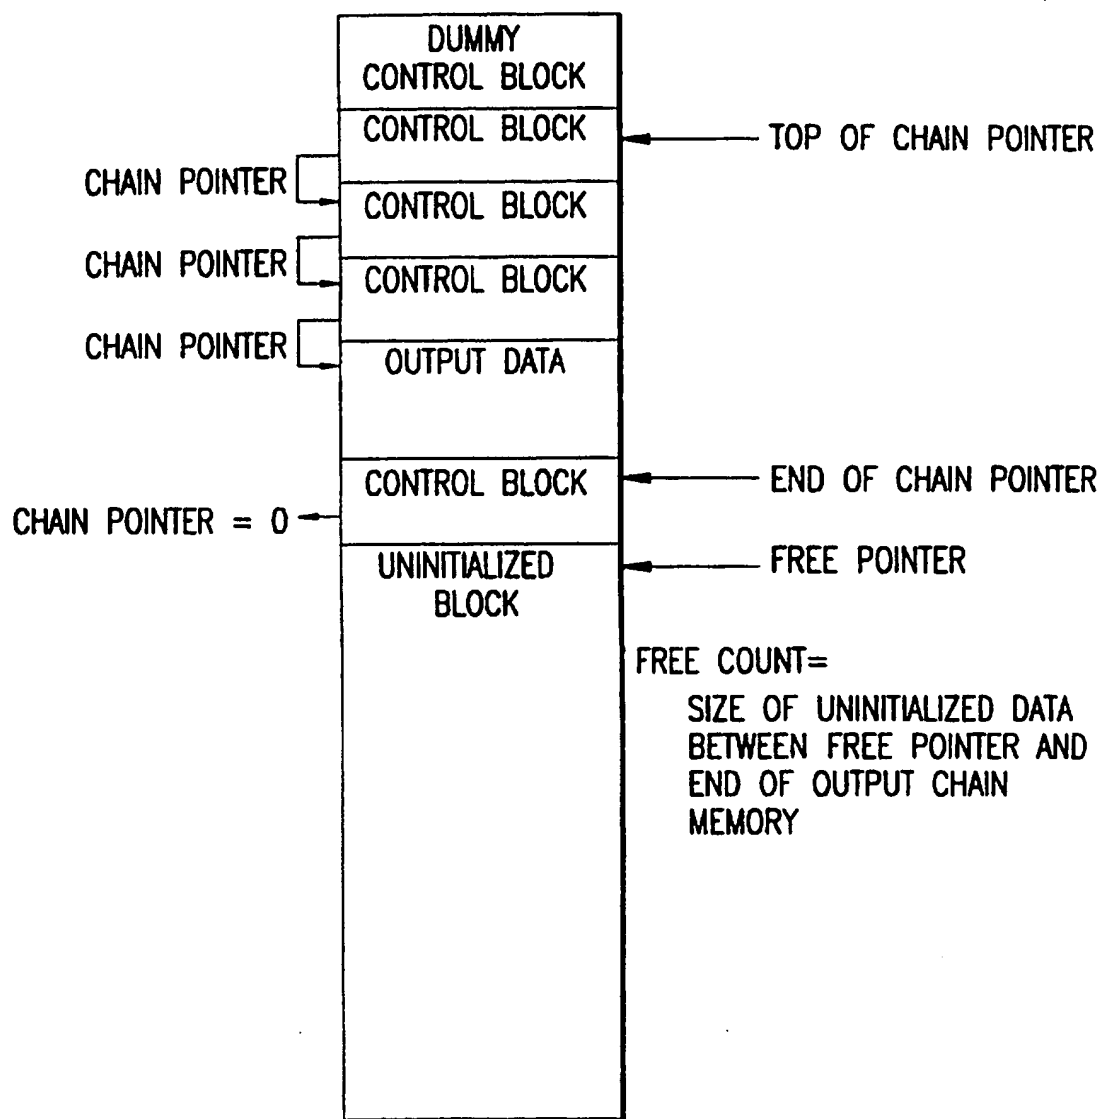 DUMMY
CONTROL BLOCK
CONTROL BLOCK
TOP OF CHAIN POINTER
CHAIN POINTER
CONTROL BLOCK
CHAIN POINTER
CONTROL BLOCK
CHAIN POINTER
OUTPUT DATA
CONTROL BLOCK
END OF CHAIN POINTER
CHAIN POINTER = 0
UNINITIALIZED
BLOCK
FREE POINTER
FREE COUNT=
SIZE OF UNINITIALIZED DATA
BETWEEN FREE POINTER AND
END OF OUTPUT CHAIN
MEMORY